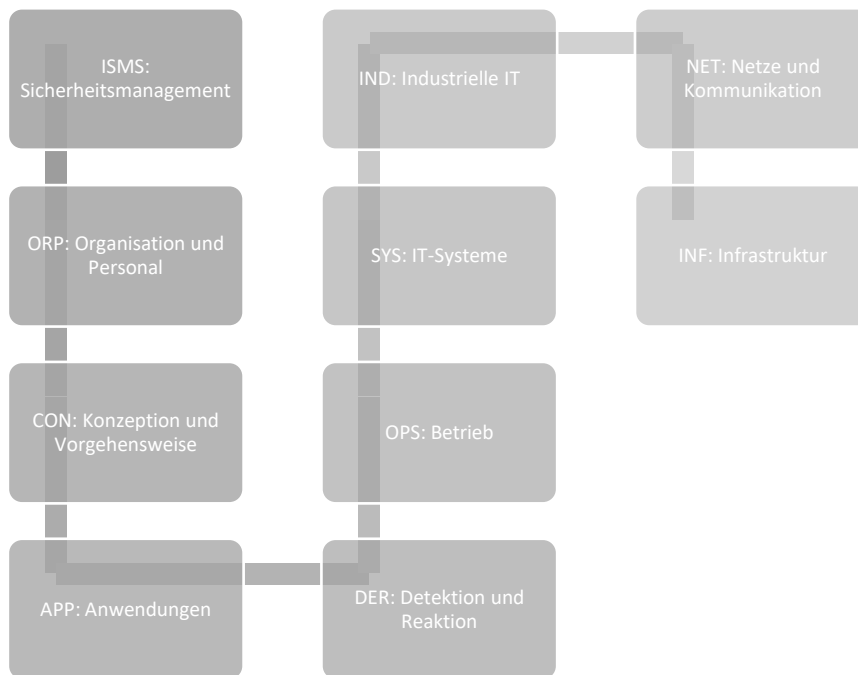 ISMS:
Sicherheitsmanagement
ORP: Organisation und
Personal
CON: Konzeption und
Vorgehensweise
APP: Anwendungen
DER: Detektion und
Reaktion
OPS: Betrieb
SYS: IT-Systeme
IND: Industrielle IT
NET: Netze und
Kommunikation
INF: Infrastruktur